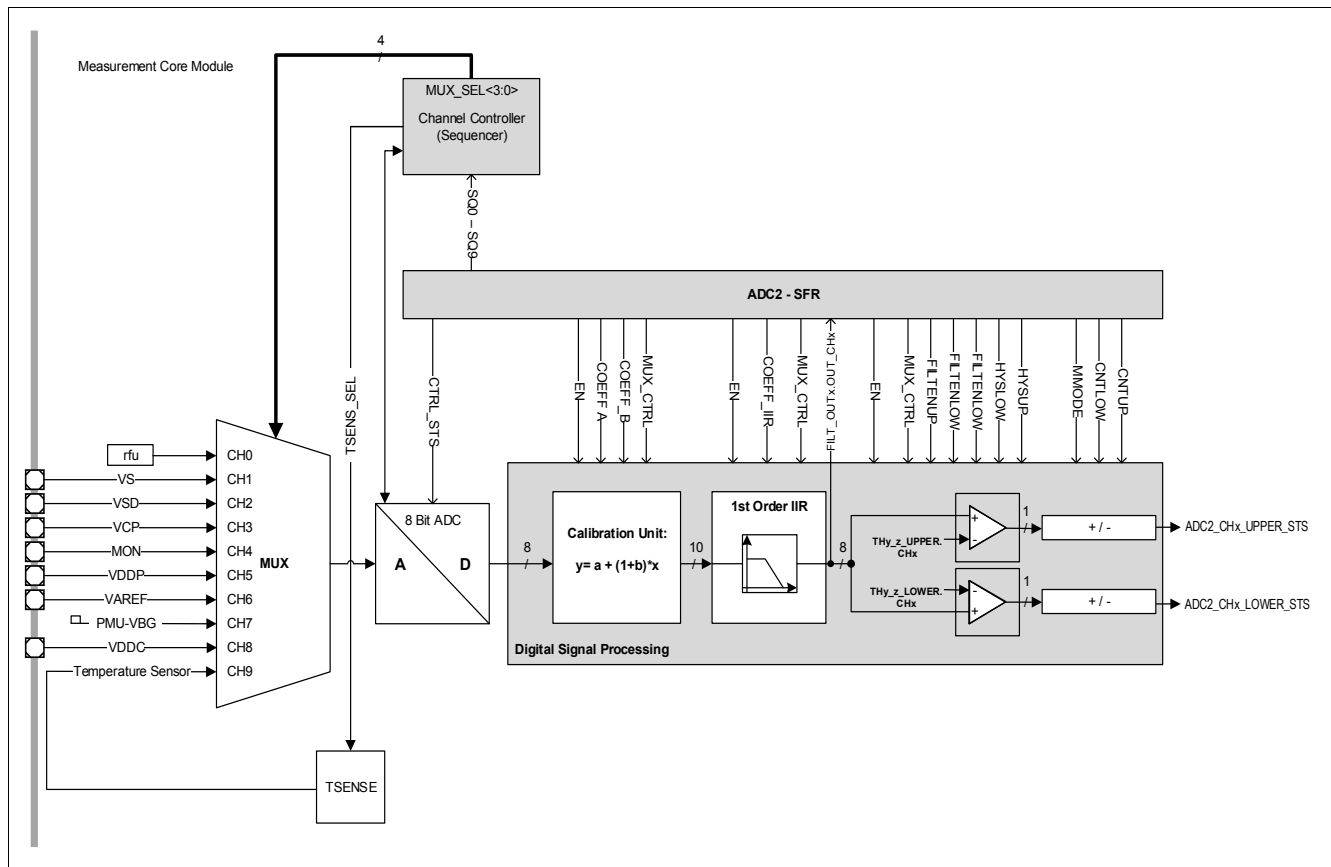 Measurement Core Module
4
MUX_SEL<3:0>
Channel Controller
(Sequencer)
SQ0 – SQ9
ADC2 - SFR
TSENS_SEL
CTRL_STS
EN
COEFF A
COEFF_B
MUX_CTRL
EN
COEFF_IIR
MUX_CTRL
FILT_OUTx.OUT_CHx
EN
MUX_CTRL
FILTENUP
FILTENLOW
FILTENLOW
HYSLOW
HYSUP
MMODE
CNTLOW
CNTUP
rfu
CH0
VS
CH1
VSD
CH2
VCP
CH3
MON
CH4
VDDP
CH5
VAREF
CH6
PMU-VBG
CH7
VDDC
CH8
Temperature Sensor
CH9
MUX
8 Bit ADC
A
D
8
Calibration Unit:
y= a + (1+b)*x
10
1st Order IIR
8
THy_z_UPPER.
CHx
+
-
1
+ / -
ADC2_CHx_UPPER_STS
THy_z_LOWER.
CHx
-
+
1
+ / -
ADC2_CHx_LOWER_STS
Digital Signal Processing
TSENSE